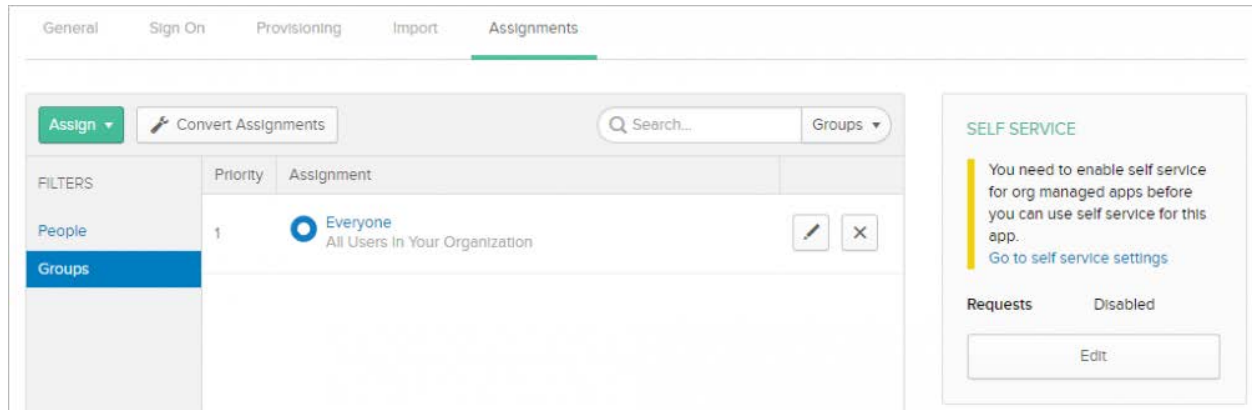 General Sign On Provisioning Import Assignments
Assign Convert Assignments Search... Groups
FILTERS
People
Groups
Priority Assignment
1 Everyone
All Users in Your Organization
SELF SERVICE
You need to enable self service
for org managed apps before
you can use self service for this
app.
Go to self service settings
Requests Disabled
Edit